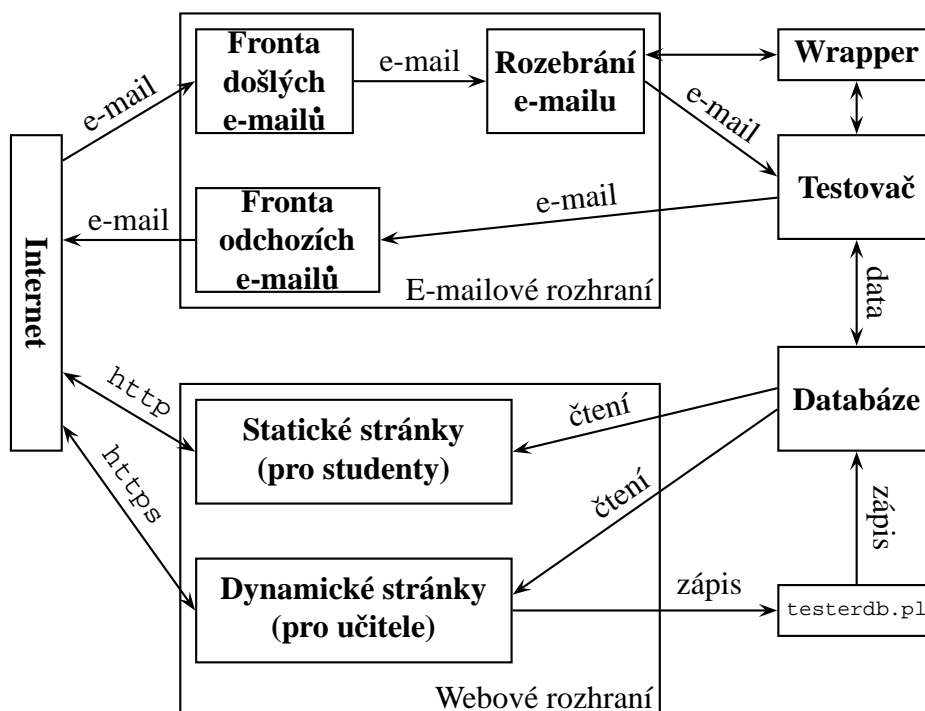 Fronta
došlých
e-mailů
e-mail
Rozebrání
e-mailu
Wrapper
e-mail
e-mail
Testovač
Fronta
odchozích
e-mailů
e-mail
e-mail
E-mailové rozhraní
Internet
data
http
https
Statické stránky
(pro studenty)
čtení
čtení
Databáze
zápis
Dynamické stránky
(pro učitele)
zápis
testerdb.pl
Webové rozhraní